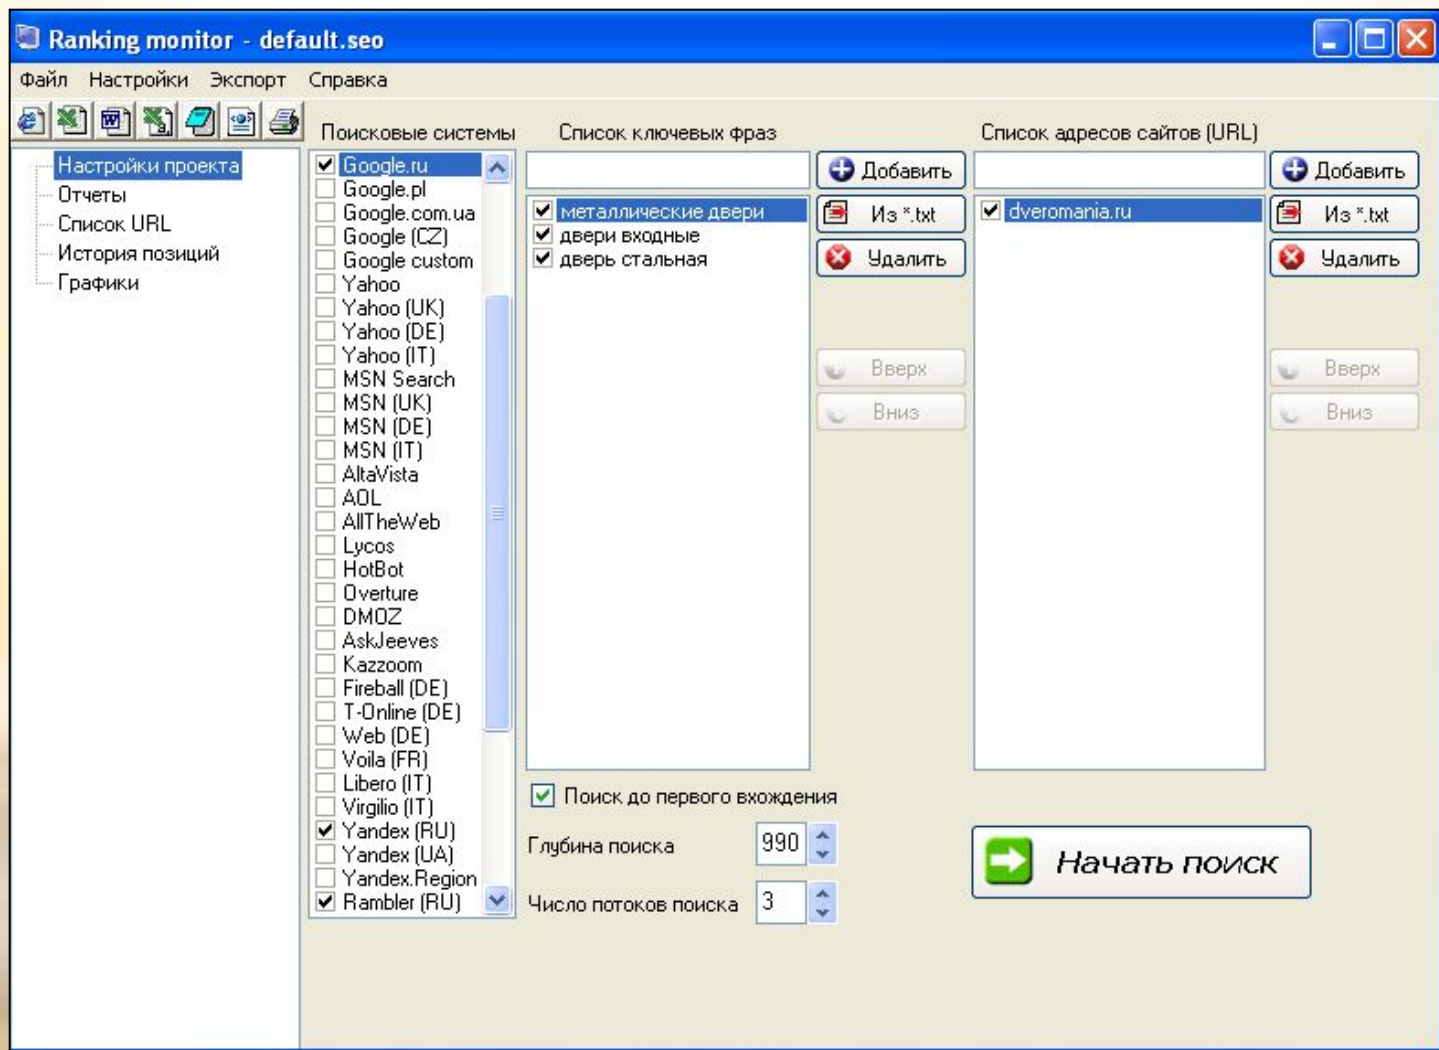 Ranking monitor - default.seo
Файл Настройки Экспорт Справка
Поисковые системы
Список ключевых фраз
Список адресов сайтов (URL)
Настройки проекта
Отчеты
Список URL
История позиций
Графики
Google.ru
Google.pl
Google.com.ua
Google (CZ)
Google custom
Yahoo
Yahoo (UK)
Yahoo (DE)
Yahoo (IT)
MSN Search
MSN (UK)
MSN (DE)
MSN (IT)
AltaVista
AOL
AllTheWeb
Lycos
HotBot
Overture
DMOZ
AskJeeves
Kazzoom
Fireball (DE)
T-Online (DE)
Web (DE)
Voila (FR)
Libero (IT)
Virgilio (IT)
Yandex (RU)
Yandex (UA)
Yandex.Region
Rambler (RU)
металлические двери
двери входные
дверь стальная
Добавить
Из *.txt
Удалить
Вверх
Вниз
dveromania.ru
Добавить
Из *.txt
Удалить
Вверх
Вниз
Поиск до первого вхождения
Глубина поиска 990
Число потоков поиска 3
Начать поиск